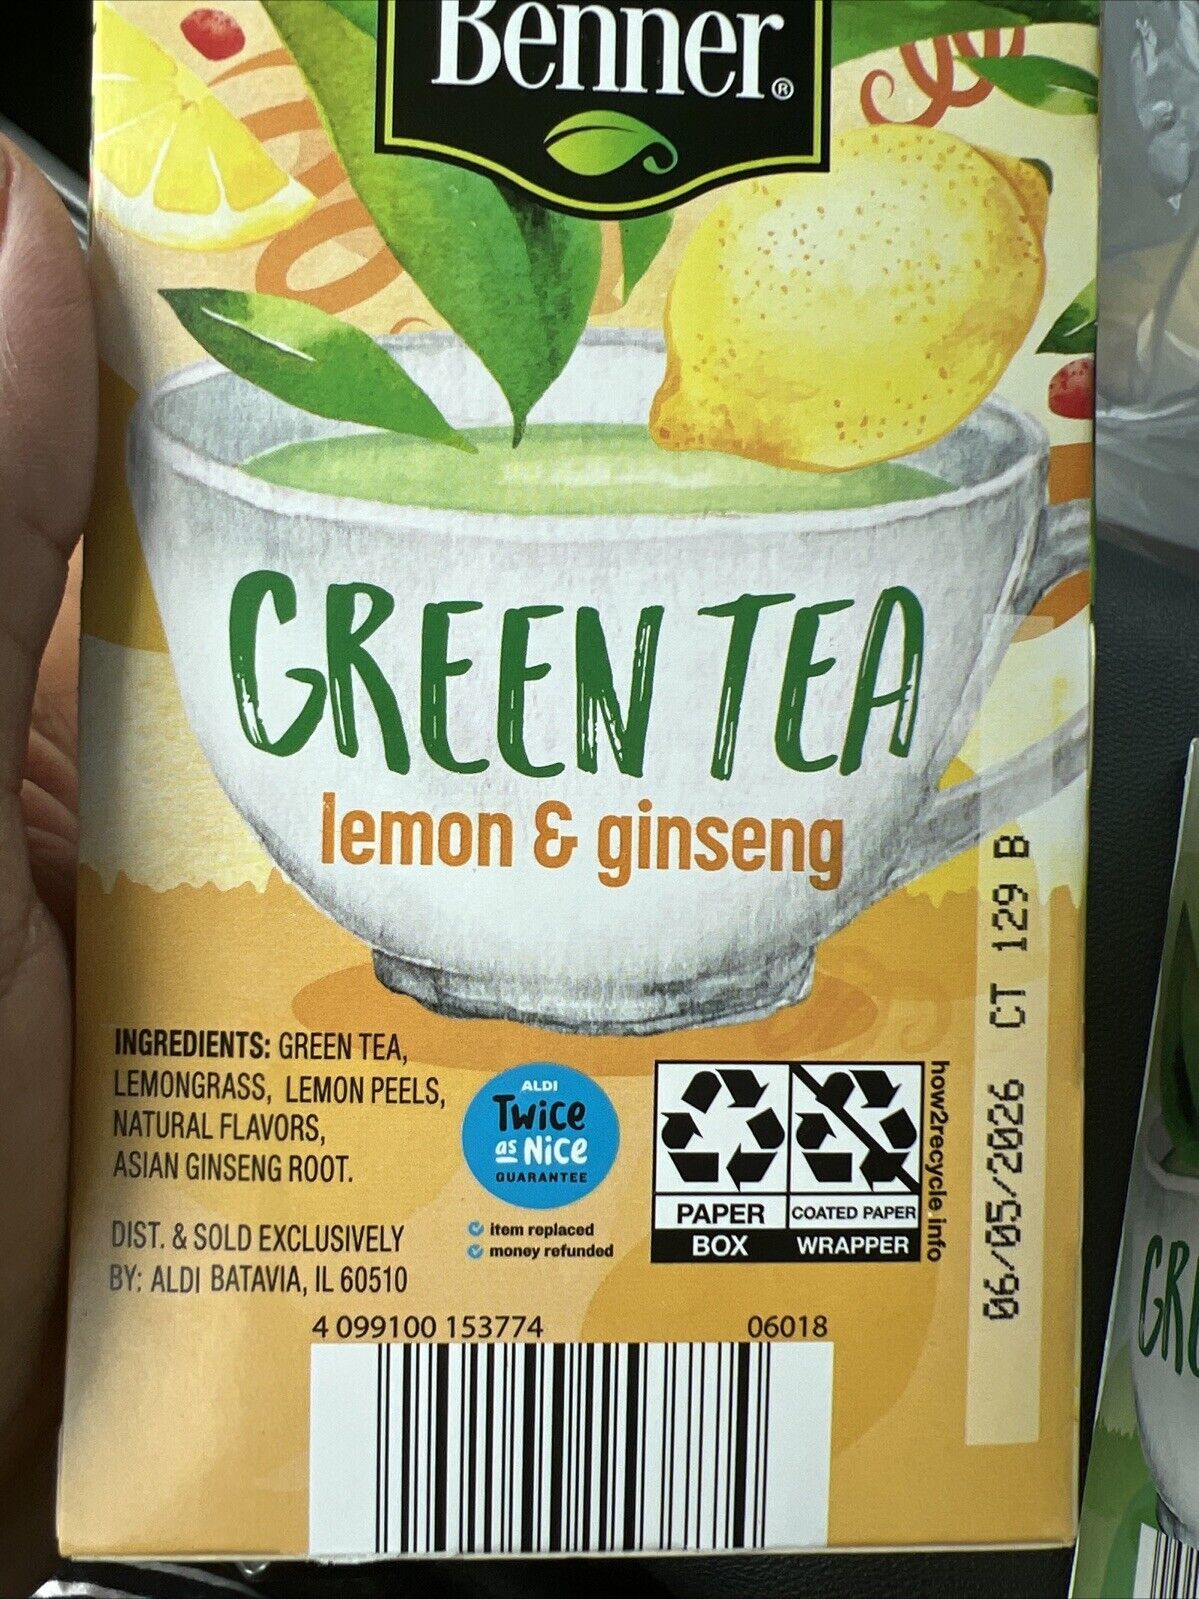 Benner®
GREEN TEA
lemon & ginseng
INGREDIENTS: GREEN TEA,
LEMONGRASS, LEMON PEELS,
NATURAL FLAVORS,
ASIAN GINSENG ROOT.
DIST. & SOLD EXCLUSIVELY
BY: ALDI BATAVIA, IL 60510
ALDI
Twice
as Nice
GUARANTEE
item replaced
money refunded
PAPER
BOX
COATED PAPER
WRAPPER
how2recycle.info
06/05/2026 CT 129 B
4 099100 153774
06018
GR